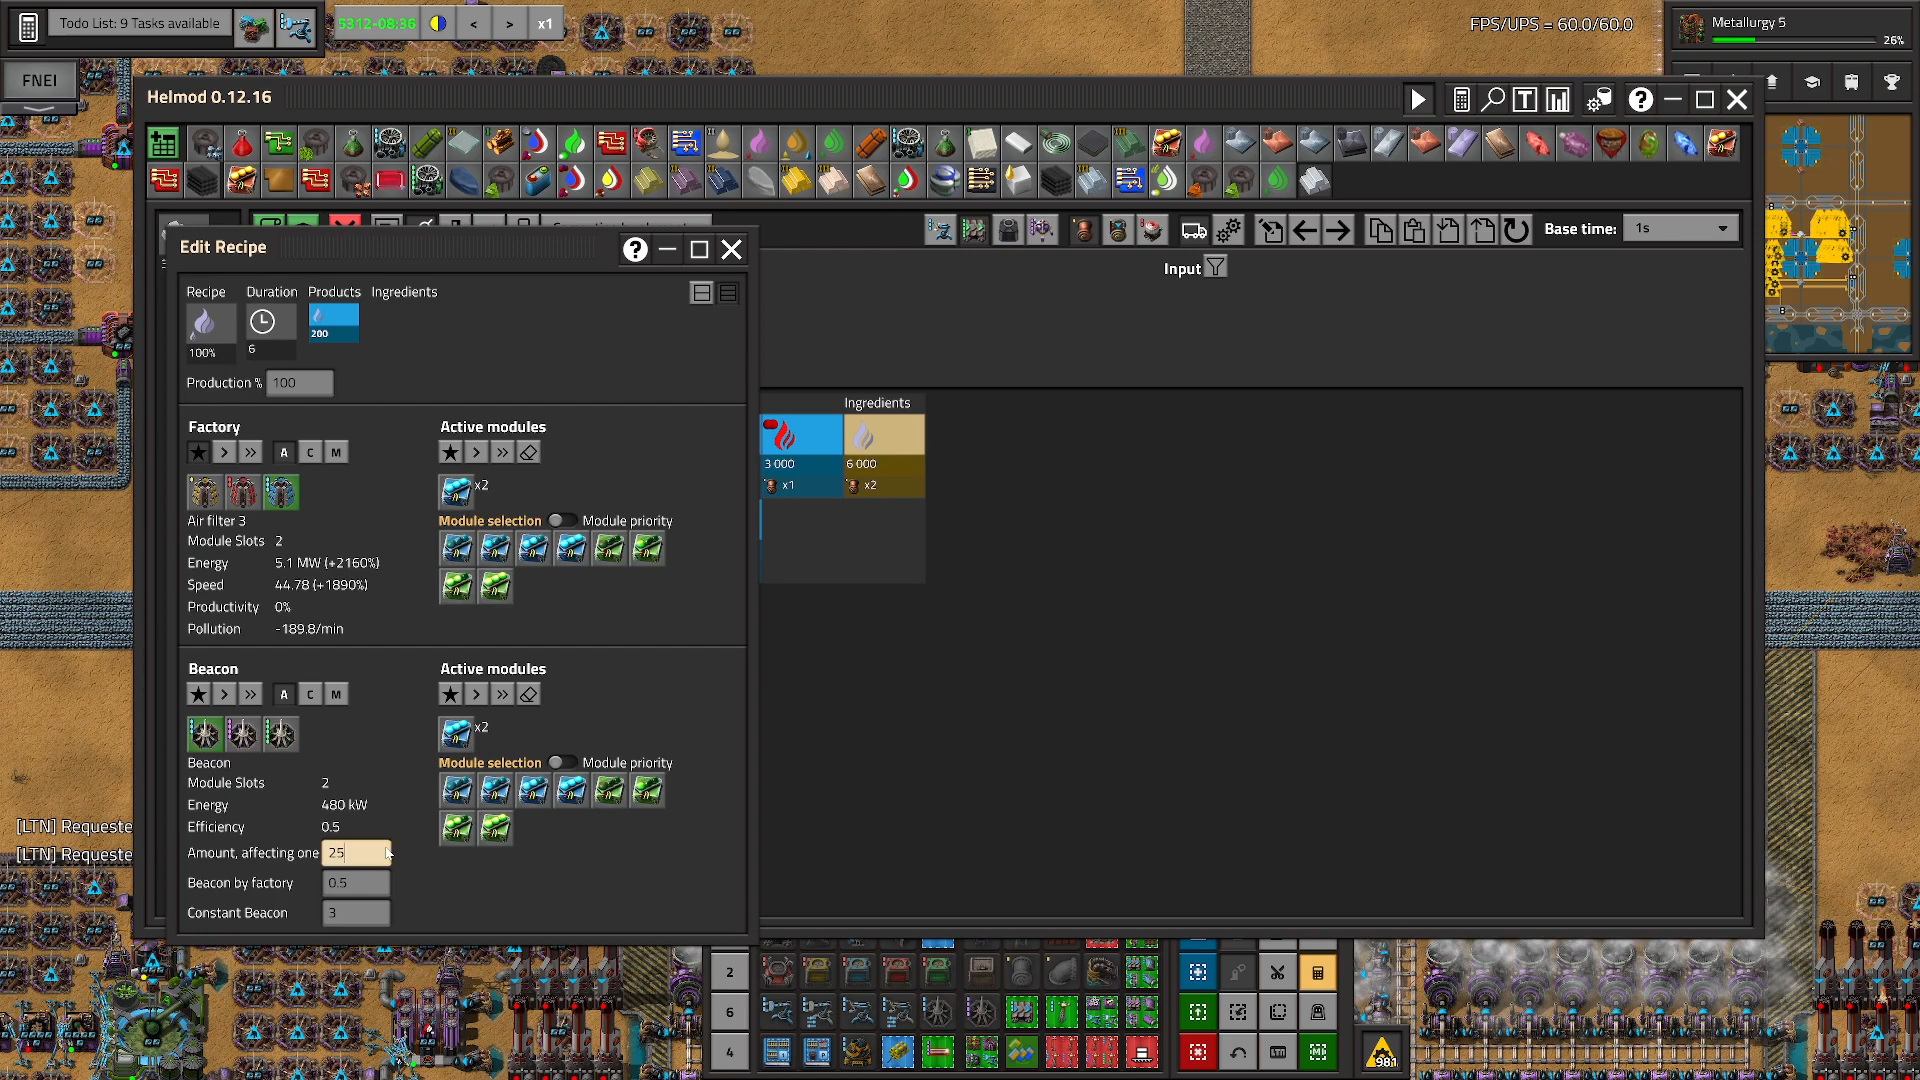 Todo List: 9 Tasks available
5312-08:36
<
>
x1
FPS/UPS = 60.0/60.0
Metallurgy 5
26%
FNEI
Helmod 0.12.16
Base time:
1s
Edit Recipe
Input
Recipe
Duration
Products
Ingredients
200
100%
6
Production %
100
Ingredients
Factory
Active modules
A
C
M
3 000
6 000
x2
x1
x2
Air filter 3
Module selection
Module priority
Module Slots
2
Energy
5.1 MW (+2160%)
Speed
44.78 (+1890%)
Productivity
0%
Pollution
-189.8/min
Beacon
Active modules
A
C
M
x2
Beacon
Module selection
Module priority
Module Slots
2
Energy
480 kW
Efficiency
0.5
[LTN] Requeste
Amount, affecting one
25
[LTN] Requeste
Beacon by factory
0.5
Constant Beacon
3
2
6
4
981